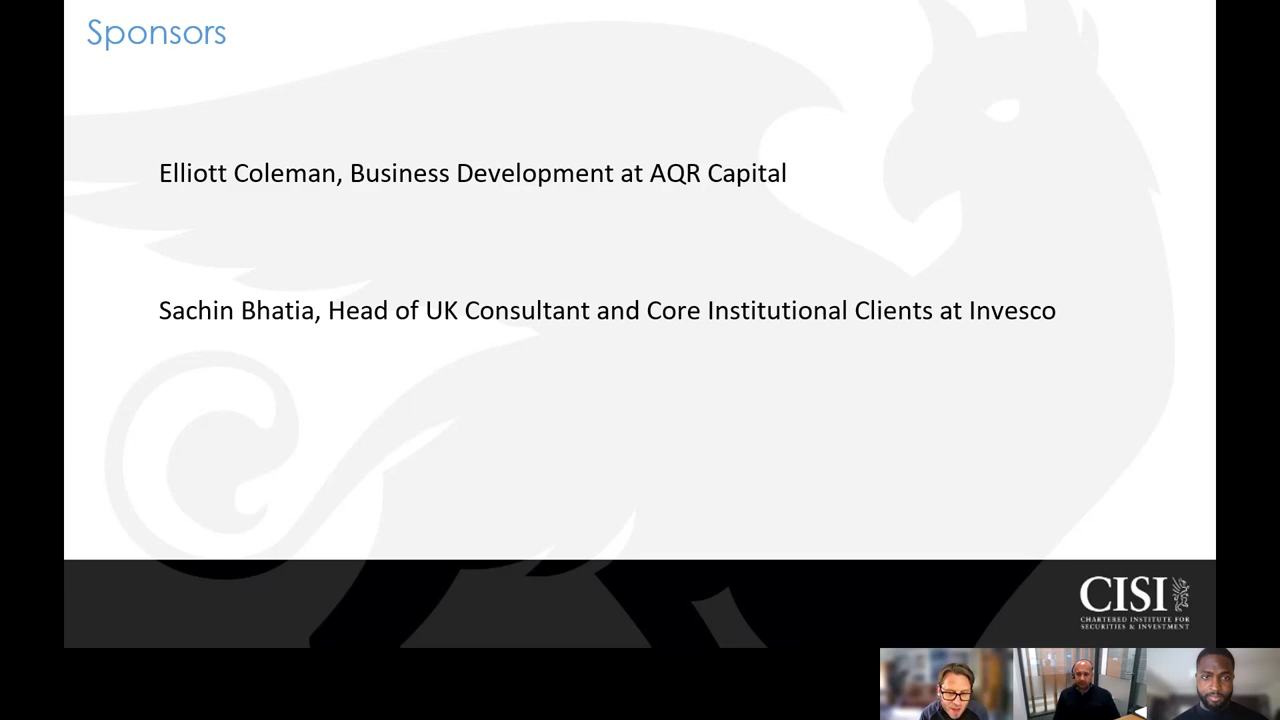 Sponsors
Elliott Coleman, Business Development at AQR Capital
Sachin Bhatia, Head of UK Consultant and Core Institutional Clients at Invesco
CISI
CHARTERED INSTITUTE FOR
SECURITIES & INVESTMENT